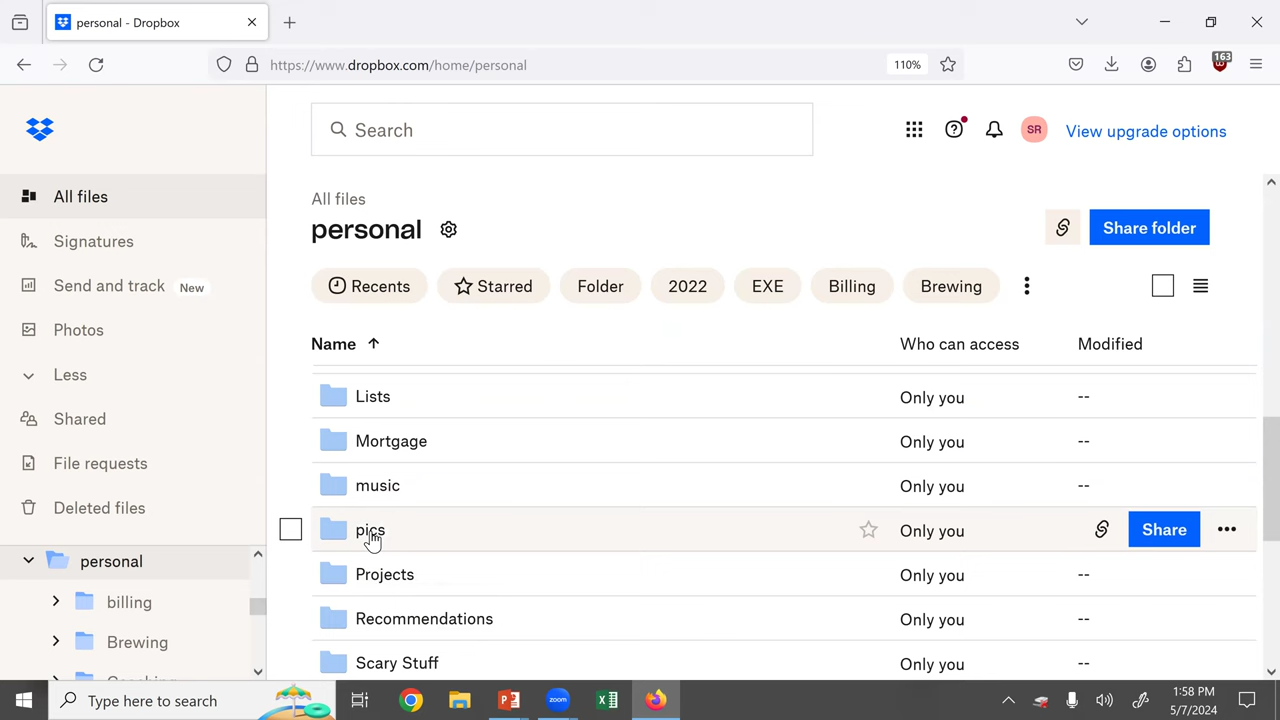 personal - Dropbox
https://www.dropbox.com/home/personal
110%
163
Search
SR
View upgrade options
All files
Signatures
Send and track New
Photos
Less
Shared
File requests
Deleted files
personal
billing
Brewing
All files
personal
Share folder
Recents
Starred
Folder
2022
EXE
Billing
Brewing
Name Who can access Modified
Lists Only you --
Mortgage Only you --
music Only you --
pics Only you Share
Projects Only you --
Recommendations Only you --
Scary Stuff Only you --
Type here to search
zoom
1:58 PM
5/7/2024